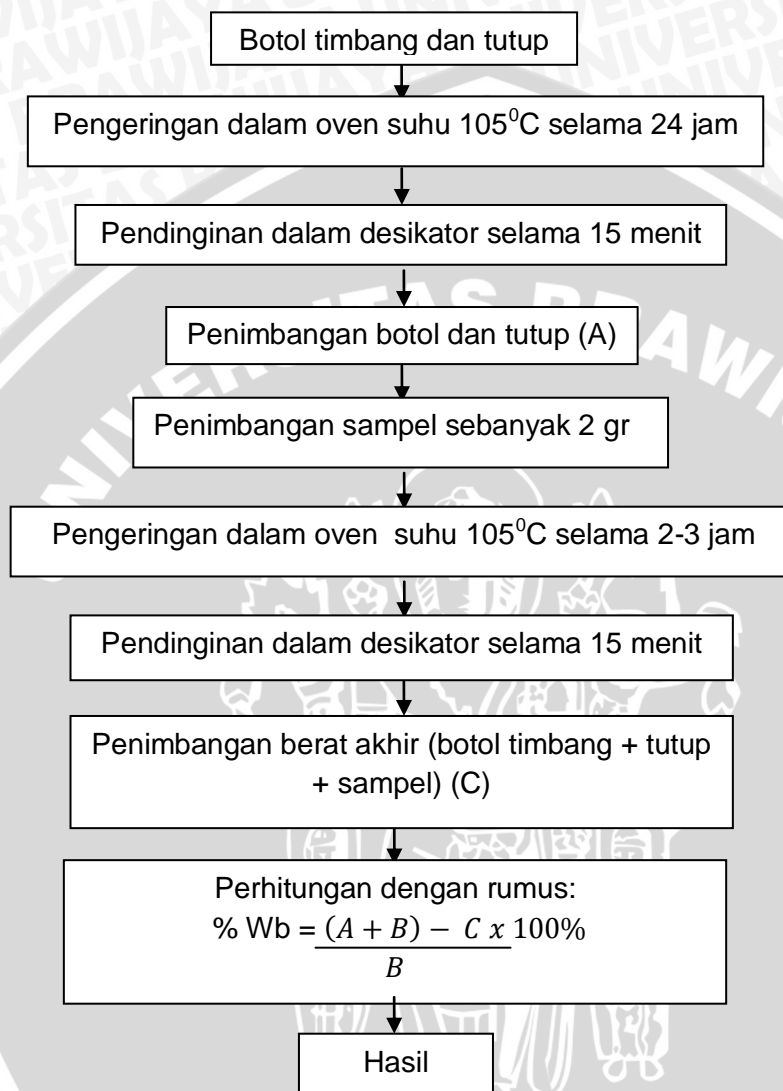 Botol timbang dan tutup
Pengeringan dalam oven suhu 105⁰C selama 24 jam
Pendinginan dalam desikator selama 15 menit
Penimbangan botol dan tutup (A)
Penimbangan sampel sebanyak 2 gr
Pengeringan dalam oven suhu 105⁰C selama 2-3 jam
Pendinginan dalam desikator selama 15 menit
Penimbangan berat akhir (botol timbang + tutup
+ sampel) (C)
Perhitungan dengan rumus:
% Wb = (A + B) − C x 100%
B
Hasil